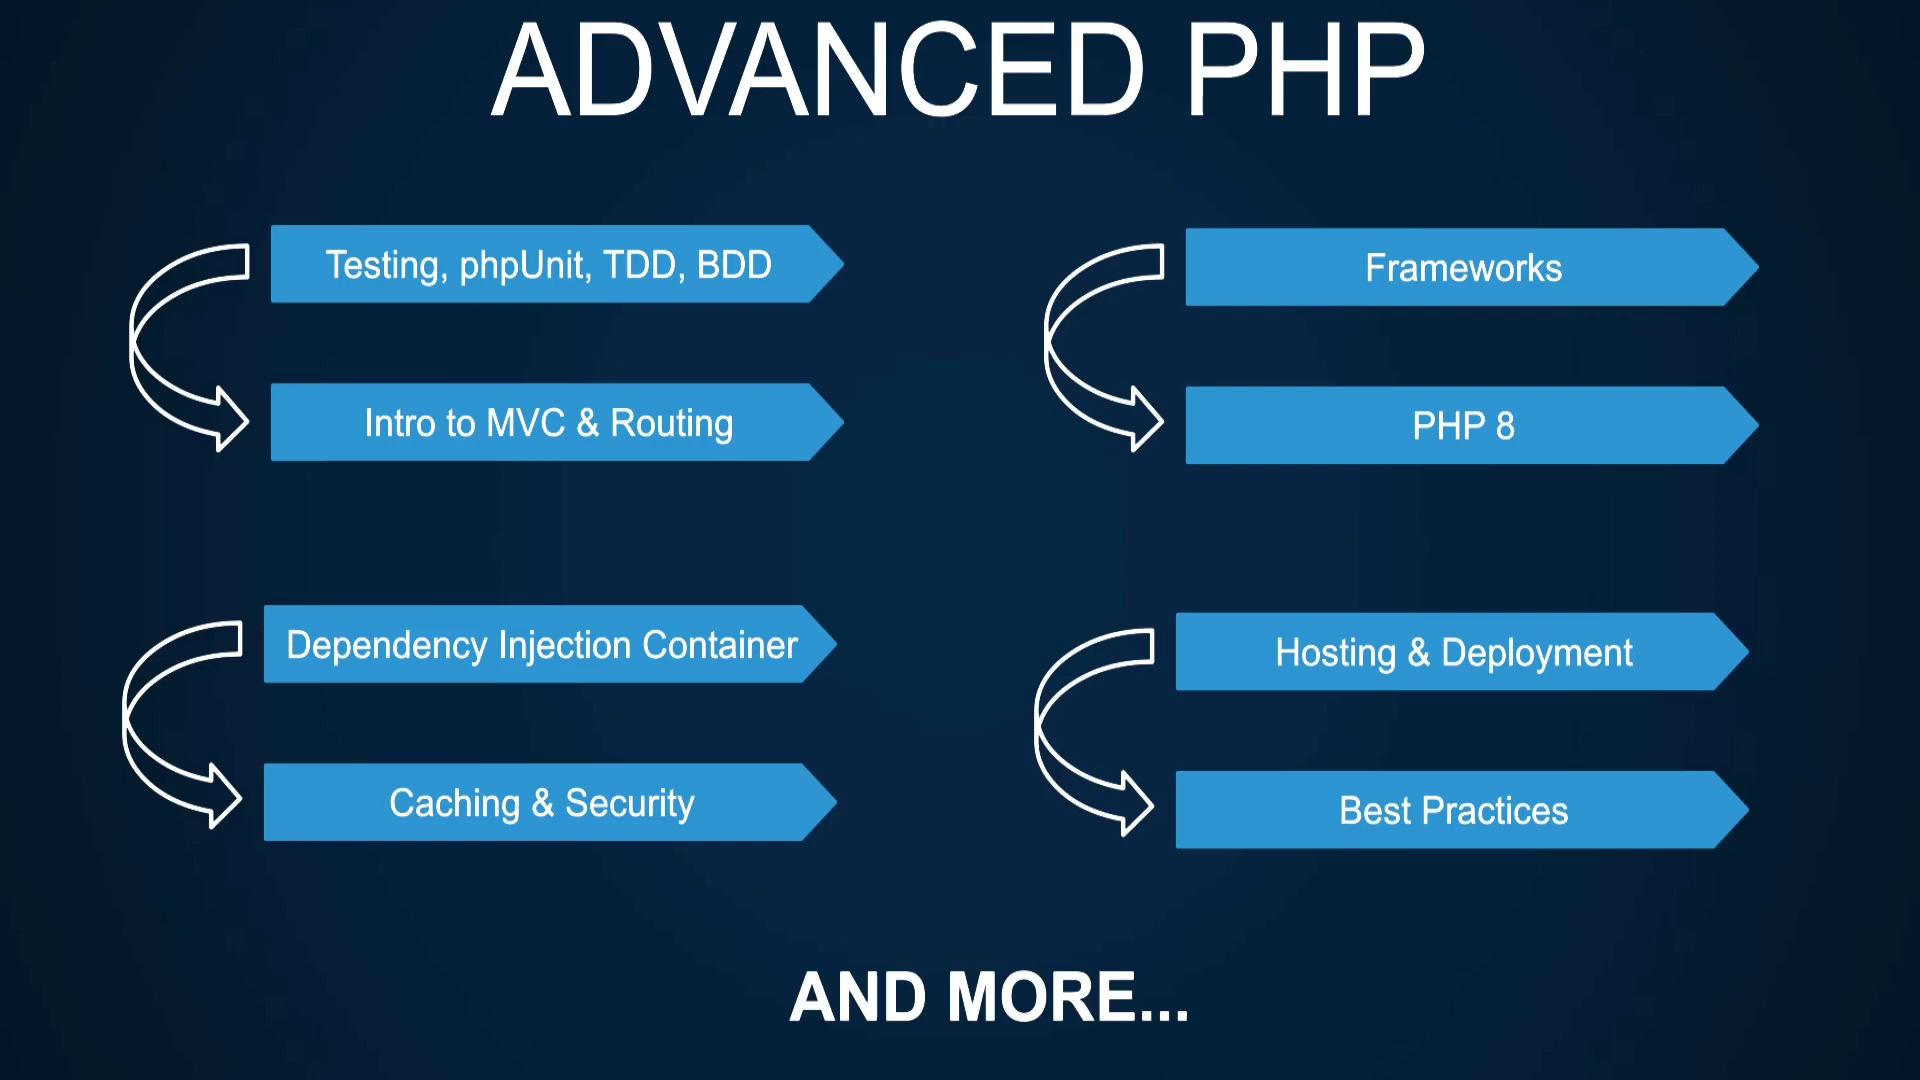 ADVANCED PHP
Testing, phpUnit, TDD, BDD
Intro to MVC & Routing
Frameworks
PHP 8
Dependency Injection Container
Caching & Security
Hosting & Deployment
Best Practices
AND MORE...